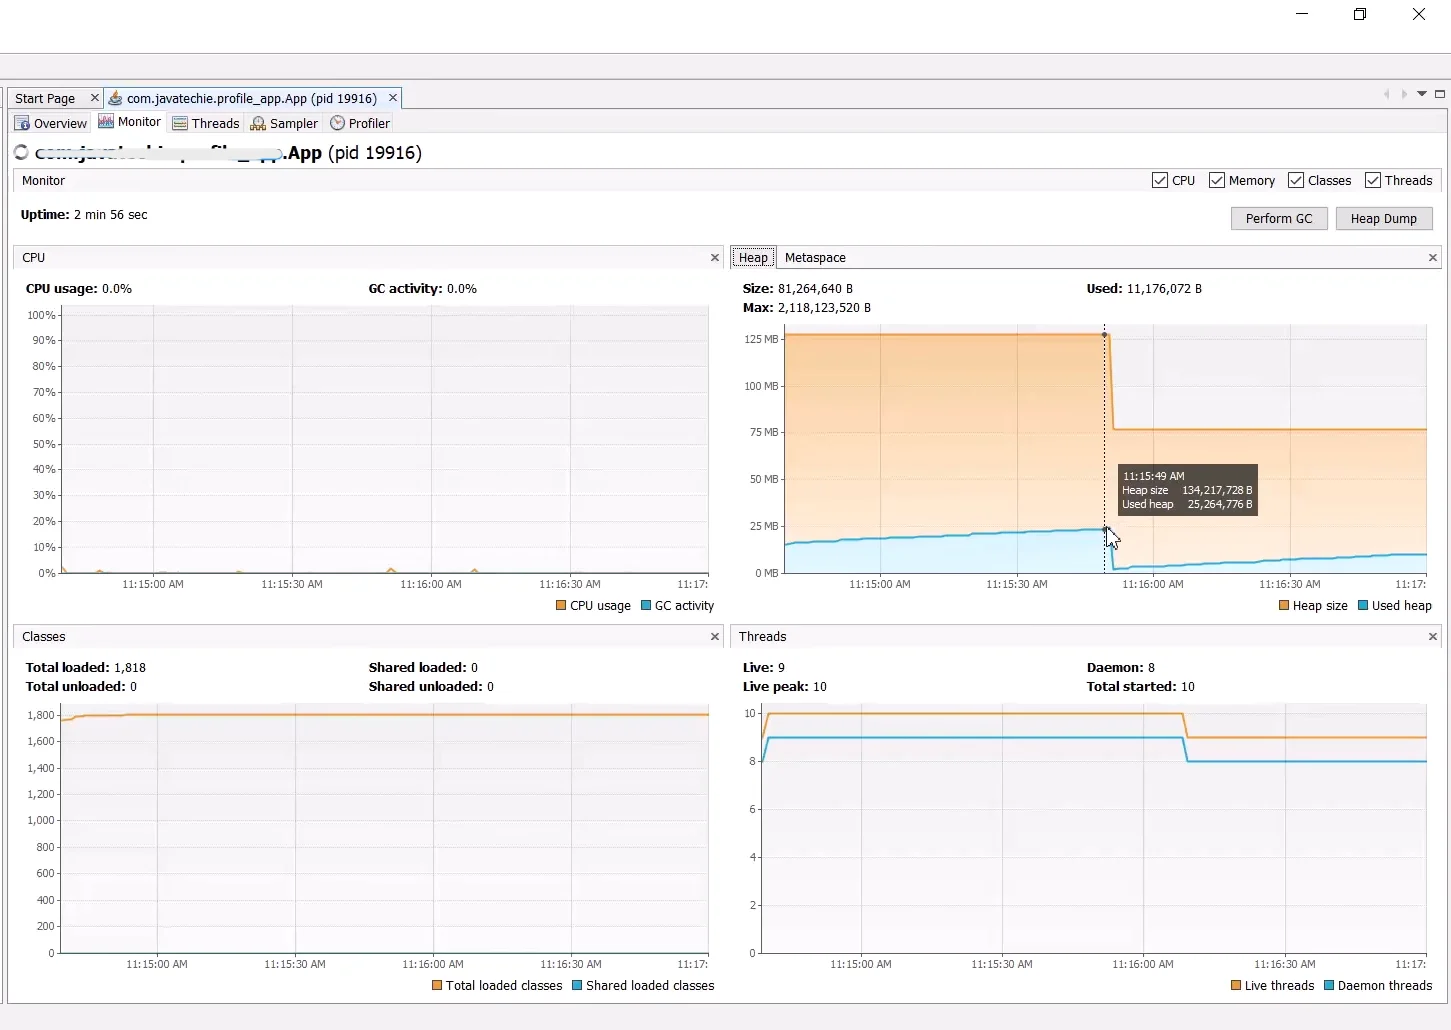 Start Page com.javatechie.profile_app.App (pid 19916)
Overview Monitor Threads Sampler Profiler
.App (pid 19916)
Monitor CPU Memory Classes Threads
Uptime: 2 min 56 sec
Perform GC Heap Dump
CPU
CPU usage: 0.0% GC activity: 0.0%
100%
90%
80%
70%
60%
50%
40%
30%
20%
10%
0%
11:15:00 AM 11:15:30 AM 11:16:00 AM 11:16:30 AM 11:17:
CPU usage GC activity
Heap Metaspace
Size: 81,264,640 B Used: 11,176,072 B
Max: 2,118,123,520 B
125 MB
100 MB
75 MB
50 MB
25 MB
0 MB
11:15:49 AM
Heap size 134,217,728 B
Used heap 25,264,776 B
11:15:00 AM 11:15:30 AM 11:16:00 AM 11:16:30 AM 11:17:
Heap size Used heap
Classes
Total loaded: 1,818 Shared loaded: 0
Total unloaded: 0 Shared unloaded: 0
1,800
1,600
1,400
1,200
1,000
800
600
400
200
0
11:15:00 AM 11:15:30 AM 11:16:00 AM 11:16:30 AM 11:17:
Total loaded classes Shared loaded classes
Threads
Live: 9 Daemon: 8
Live peak: 10 Total started: 10
10
8
6
4
2
0
11:15:00 AM 11:15:30 AM 11:16:00 AM 11:16:30 AM 11:17:
Live threads Daemon threads